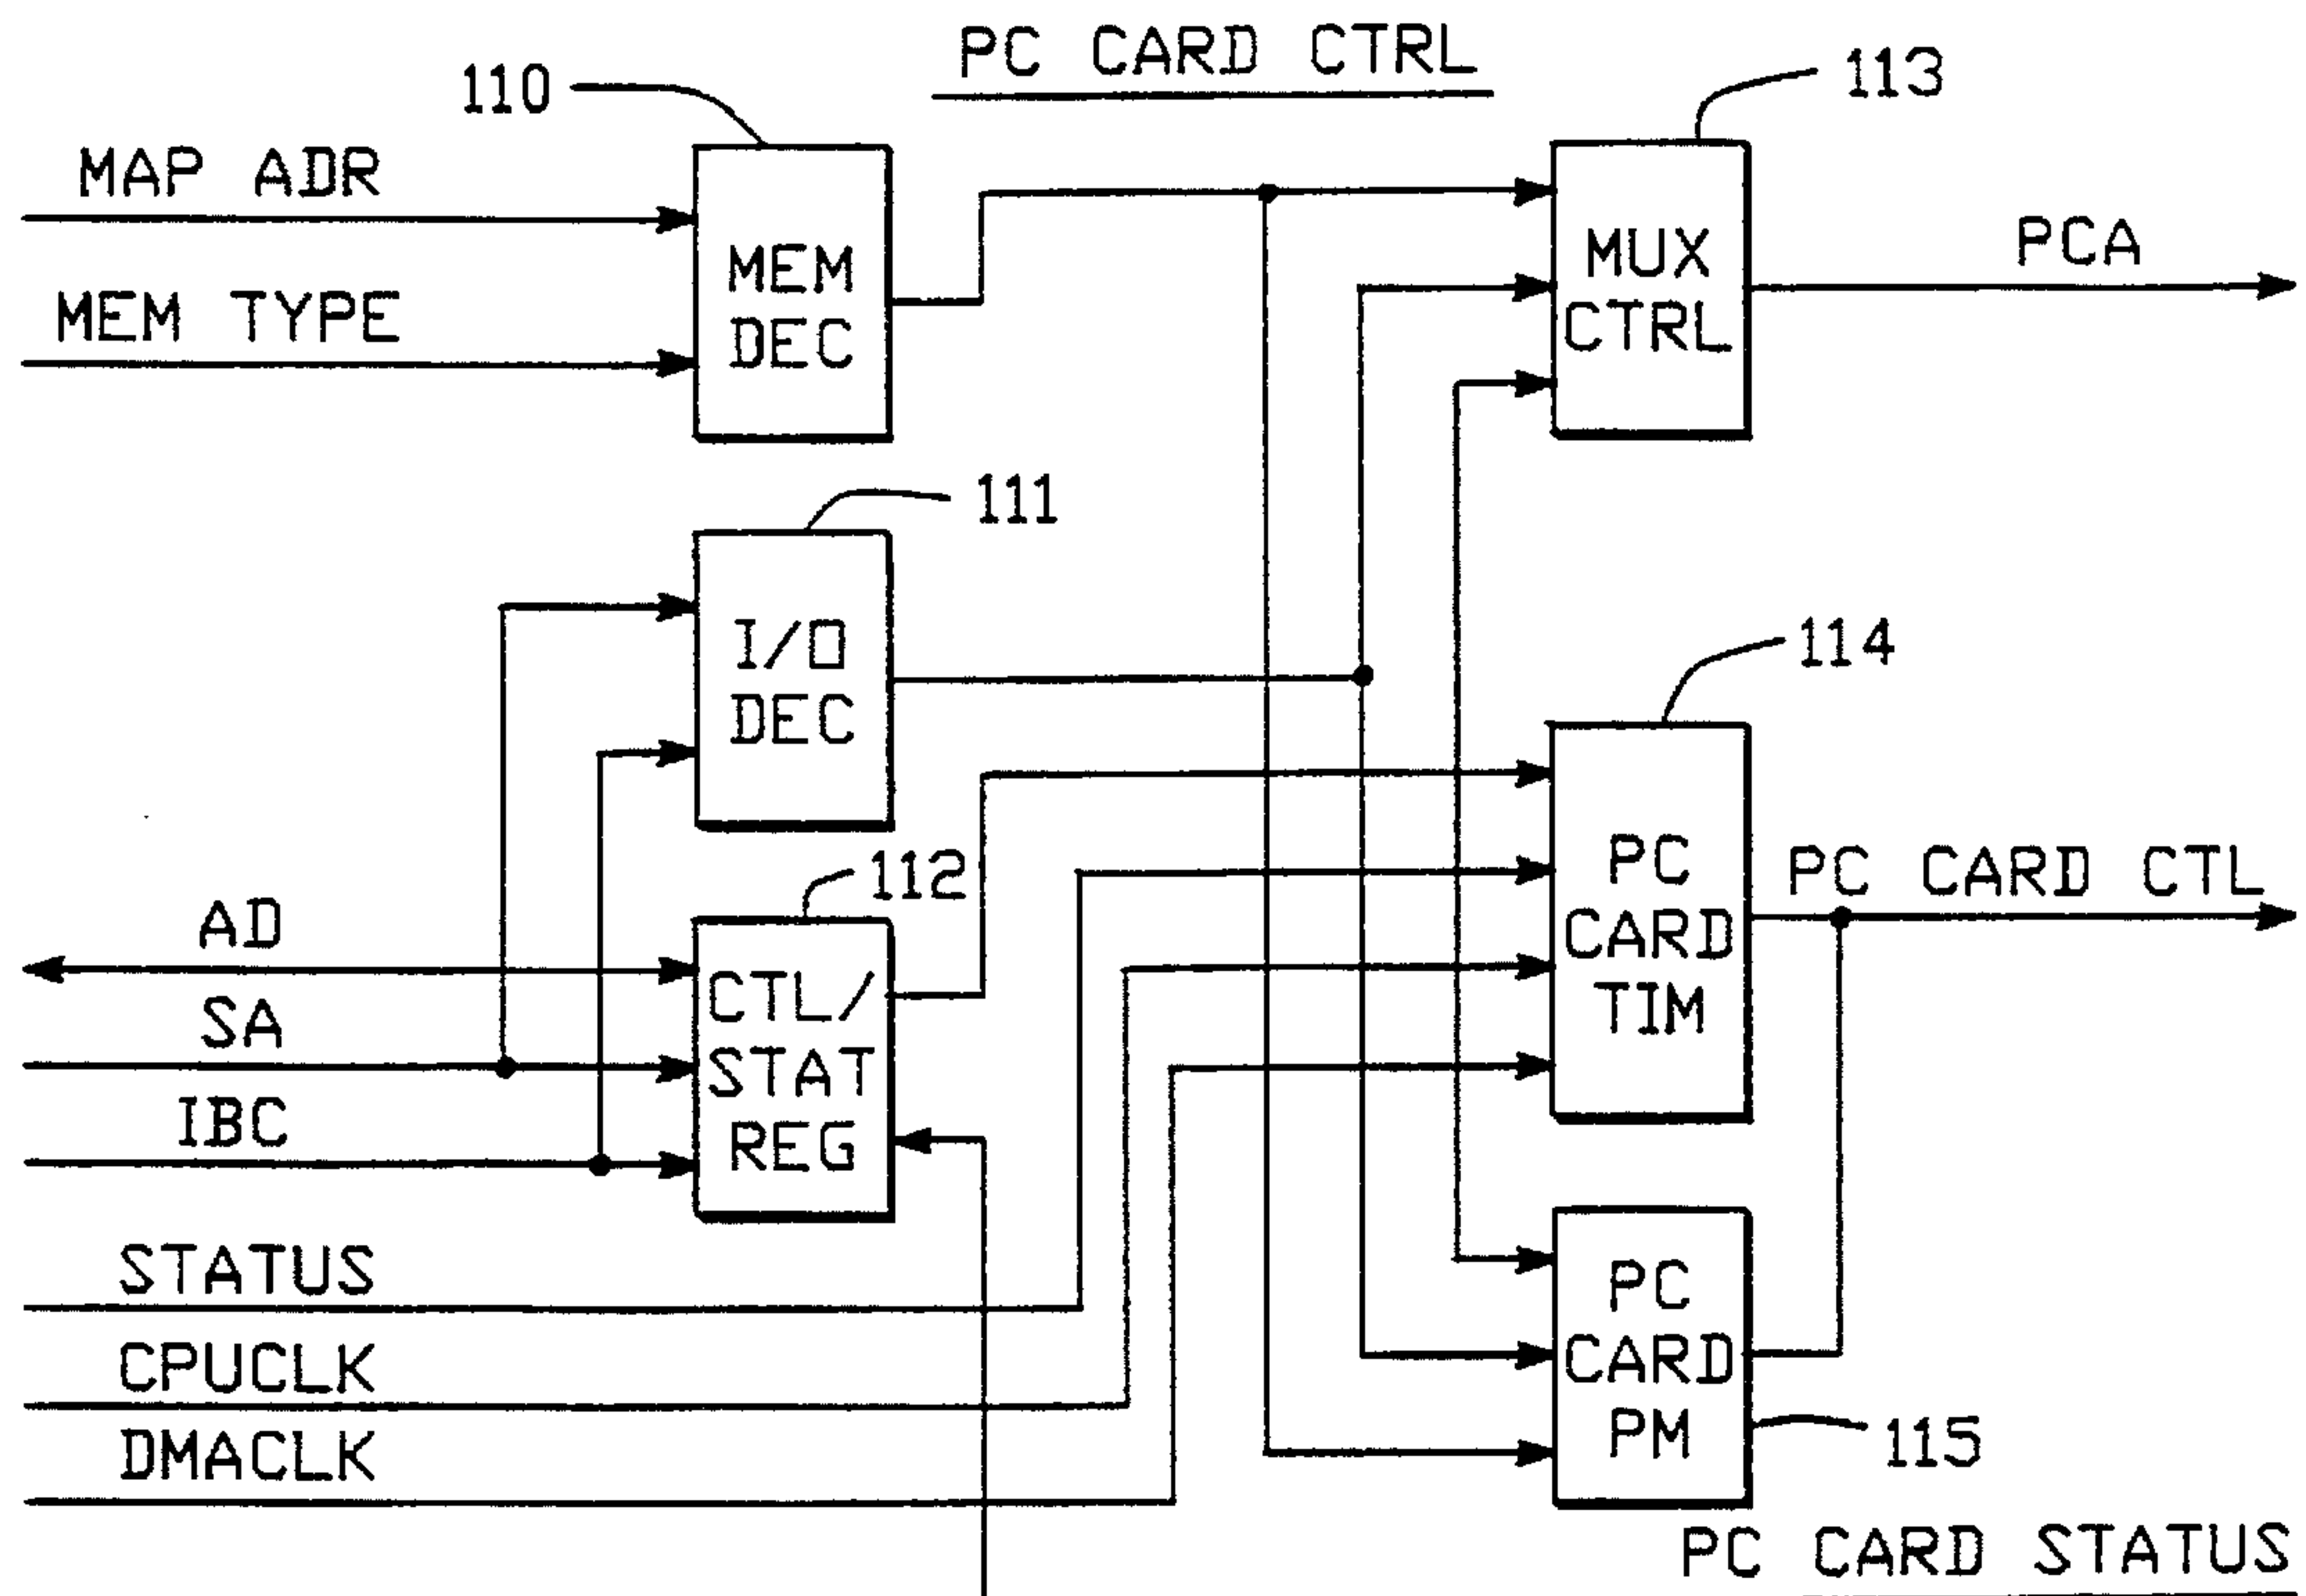 PC CARD CTRL
110
113
MAP ADR
MEM TYPE
MEM
DEC
MUX
CTRL
PCA
111
I/O
DEC
114
112
AD
SA
IBC
CTL/
STAT
REG
PC
CARD
TIM
PC CARD CTL
STATUS
CPUCLK
DMACLK
PC
CARD
PM
115
PC CARD STATUS